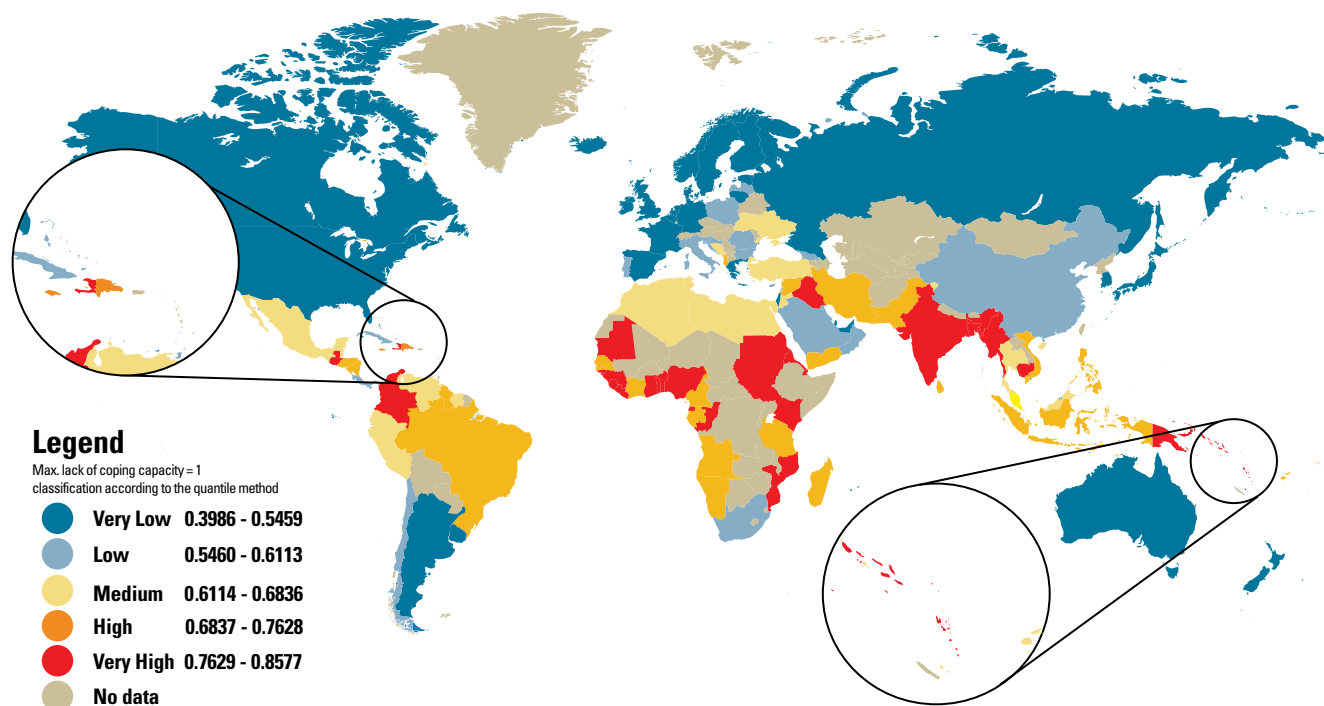 Legend
Max. lack of coping capacity = 1
classification according to the quantile method
Very Low 0.3986 - 0.5459
Low 0.5460 - 0.6113
Medium 0.6114 - 0.6836
High 0.6837 - 0.7628
Very High 0.7629 - 0.8577
No data